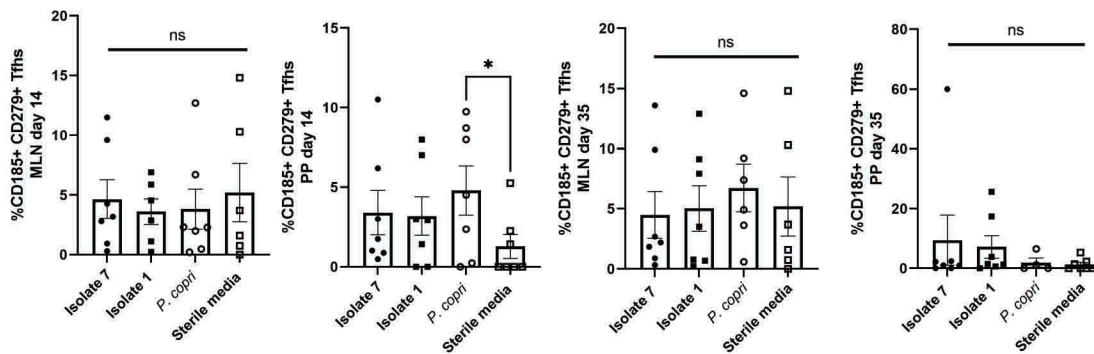 %CD185+ CD279+ Tfhs
MLN day 14
20
15
10
5
0
ns
Isolate 7
Isolate 1
P. copri
Sterile media
%CD185+ CD279+ Tfhs
PP day 14
15
10
5
0
*
Isolate 7
Isolate 1
P. copri
Sterile media
%CD185+ CD279+ Tfhs
MLN day 35
20
15
10
5
0
ns
Isolate 7
Isolate 1
P. copri
Sterile media
%CD185+ CD279+ Tfhs
PP day 35
80
60
40
20
0
ns
Isolate 7
Isolate 1
P. copri
Sterile media